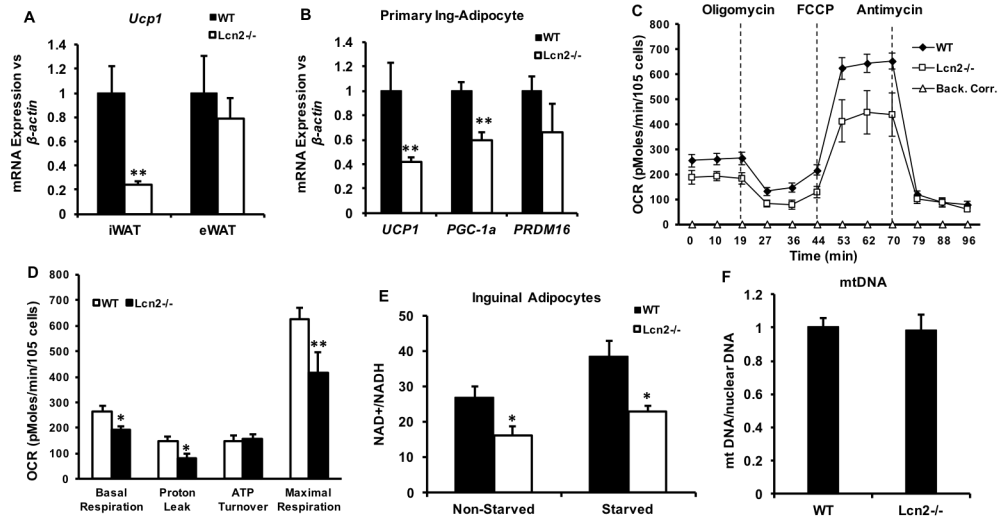 A
Ucp1
WT
Lcn2-/-
mRNA Expression vs
β-actin
1.4
1.2
1
0.8
0.6
0.4
0.2
0
**
iWAT
eWAT
B
Primary Ing-Adipocyte
WT
Lcn2-/-
mRNA Expression vs
β-actin
1.4
1.2
1
0.8
0.6
0.4
0.2
0
**
**
UCP1
PGC-1a
PRDM16
C
Oligomycin
FCCP
Antimycin
OCR (pMoles/min/105 cells)
800
700
600
500
400
300
200
100
0
WT
Lcn2-/-
Back. Corr.
0 10 19 27 36 44 53 62 70 79 88 96
Time (min)
D
WT
Lcn2-/-
OCR (pMoles/min/105 cells)
800
700
600
500
400
300
200
100
0
*
*
**
Basal
Respiration
Proton
Leak
ATP
Turnover
Maximal
Respiration
E
Inguinal Adipocytes
WT
Lcn2-/-
NAD+/NADH
50
40
30
20
10
0
*
*
Non-Starved
Starved
F
mtDNA
mt DNA/nuclear DNA
1.2
1
0.8
0.6
0.4
0.2
0
WT
Lcn2-/-